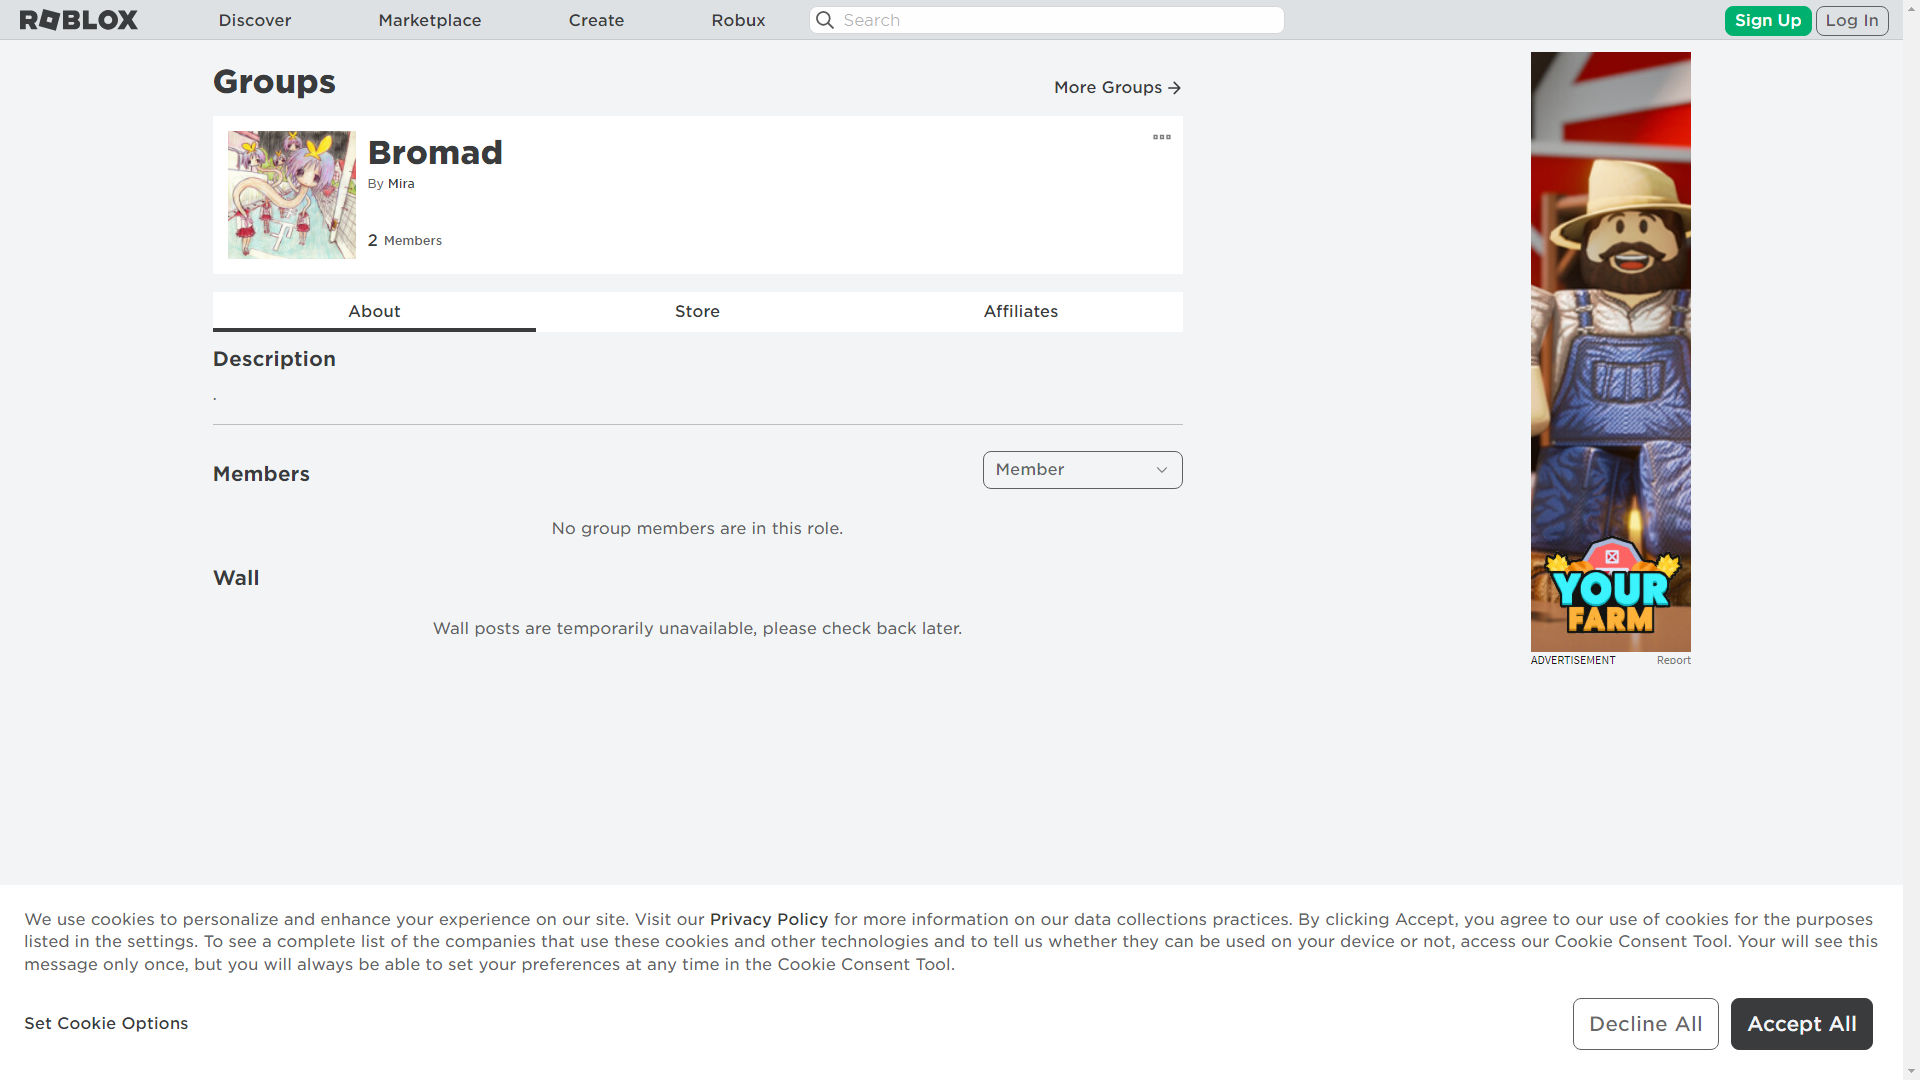 ROBLOX
Discover
Marketplace
Create
Robux
Search
Sign Up
Log In
Groups
More Groups
Bromad
By Mira
2 Members
About
Store
Affiliates
Description
.
Members
Member
No group members are in this role.
Wall
Wall posts are temporarily unavailable, please check back later.
YOUR
FARM
ADVERTISEMENT
Report
We use cookies to personalize and enhance your experience on our site. Visit our Privacy Policy for more information on our data collections practices. By clicking Accept, you agree to our use of cookies for the purposes
listed in the settings. To see a complete list of the companies that use these cookies and other technologies and to tell us whether they can be used on your device or not, access our Cookie Consent Tool. Your will see this
message only once, but you will always be able to set your preferences at any time in the Cookie Consent Tool.
Set Cookie Options
Decline All
Accept All